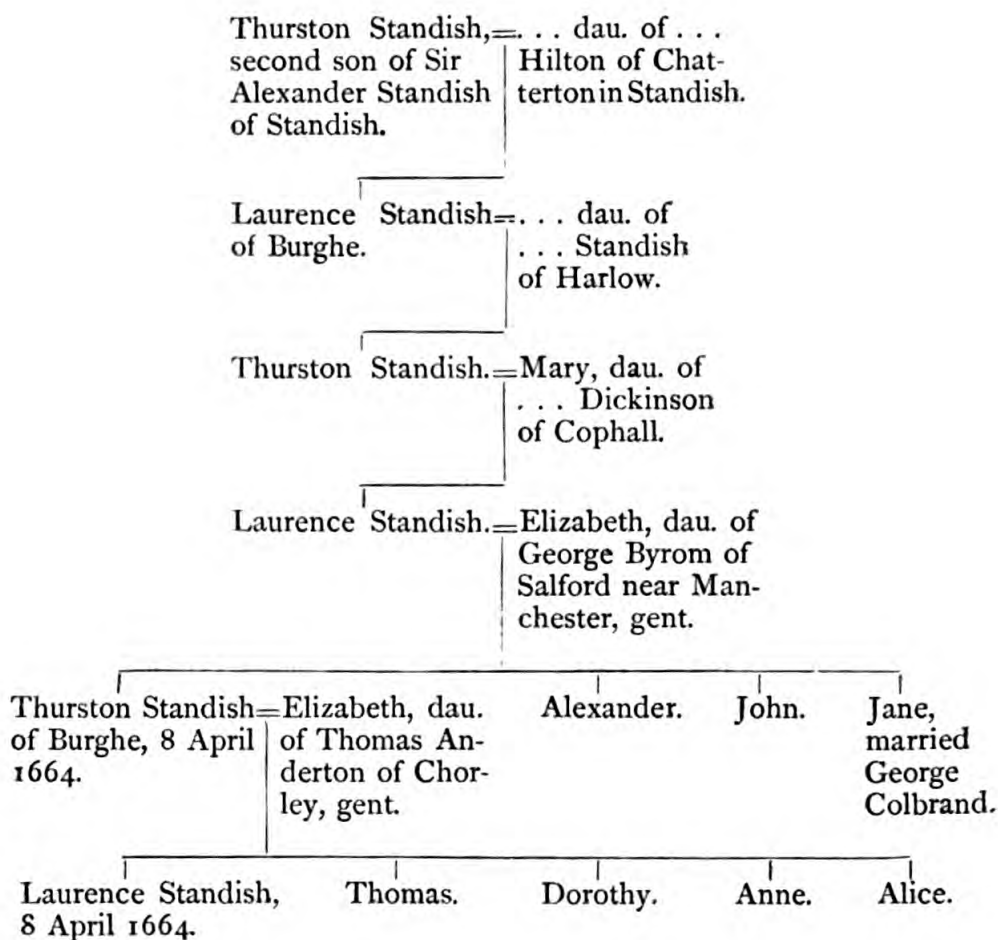 Thurston Standish,=. . . dau. of . . .
second son of Sir
Alexander Standish
of Standish.
Hilton of Chat-
terton in Standish.
Laurence Standish=. . . dau. of
of Burghe.
. . . Standish
of Harlow.
Thurston Standish.=Mary, dau. of
. . . Dickinson
of Cophall.
Laurence Standish.=Elizabeth, dau. of
George Byrom of
Salford near Man-
chester, gent.
Thurston Standish=Elizabeth, dau.
of Burghe, 8 April
1664.
of Thomas An-
derton of Chor-
ley, gent.
Alexander.
John.
Jane,
married
George
Colbrand.
Laurence Standish,
8 April 1664.
Thomas.
Dorothy.
Anne.
Alice.